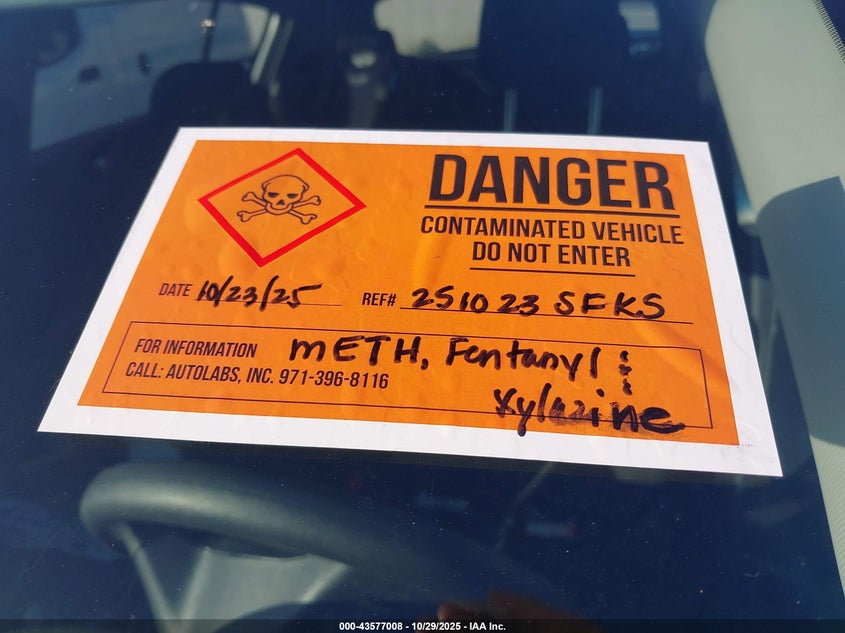 DANGER
CONTAMINATED VEHICLE
DO NOT ENTER
DATE 10/23/25 REF# 251023 SFKS
FOR INFORMATION METH, Fentanyl &
CALL: AUTOLABS, INC. 971-396-8116
Xylazine
000-43577008 - 10/29/2025 - IAA Inc.